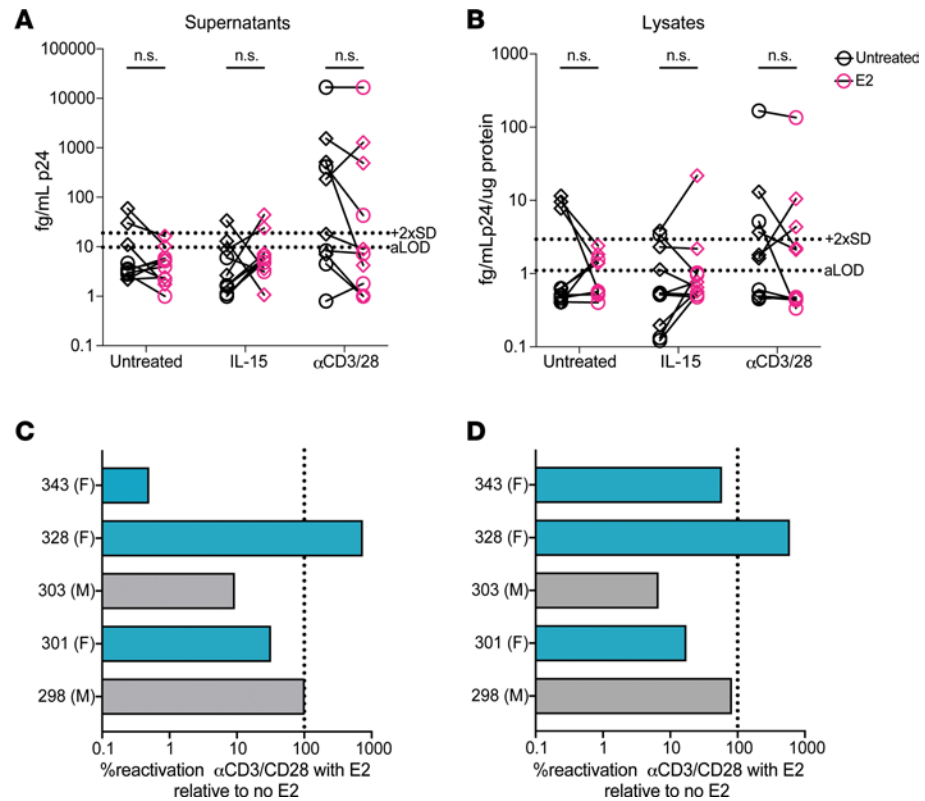 A
Supernatants
n.s.
n.s.
n.s.
100000
10000
1000
100
10
1
0.1
fg/mL p24
+2xSD
aLOD
Untreated
IL-15
αCD3/28
B
Lysates
n.s.
n.s.
n.s.
1000
100
10
1
0.1
fg/mLp24/ug protein
+2xSD
aLOD
Untreated
IL-15
αCD3/28
Untreated
E2
C
343 (F)
328 (F)
303 (M)
301 (F)
298 (M)
0.1
1
10
100
1000
%reactivation αCD3/CD28 with E2
relative to no E2
D
343 (F)
328 (F)
303 (M)
301 (F)
298 (M)
0.1
1
10
100
1000
%reactivation αCD3/CD28 with E2
relative to no E2